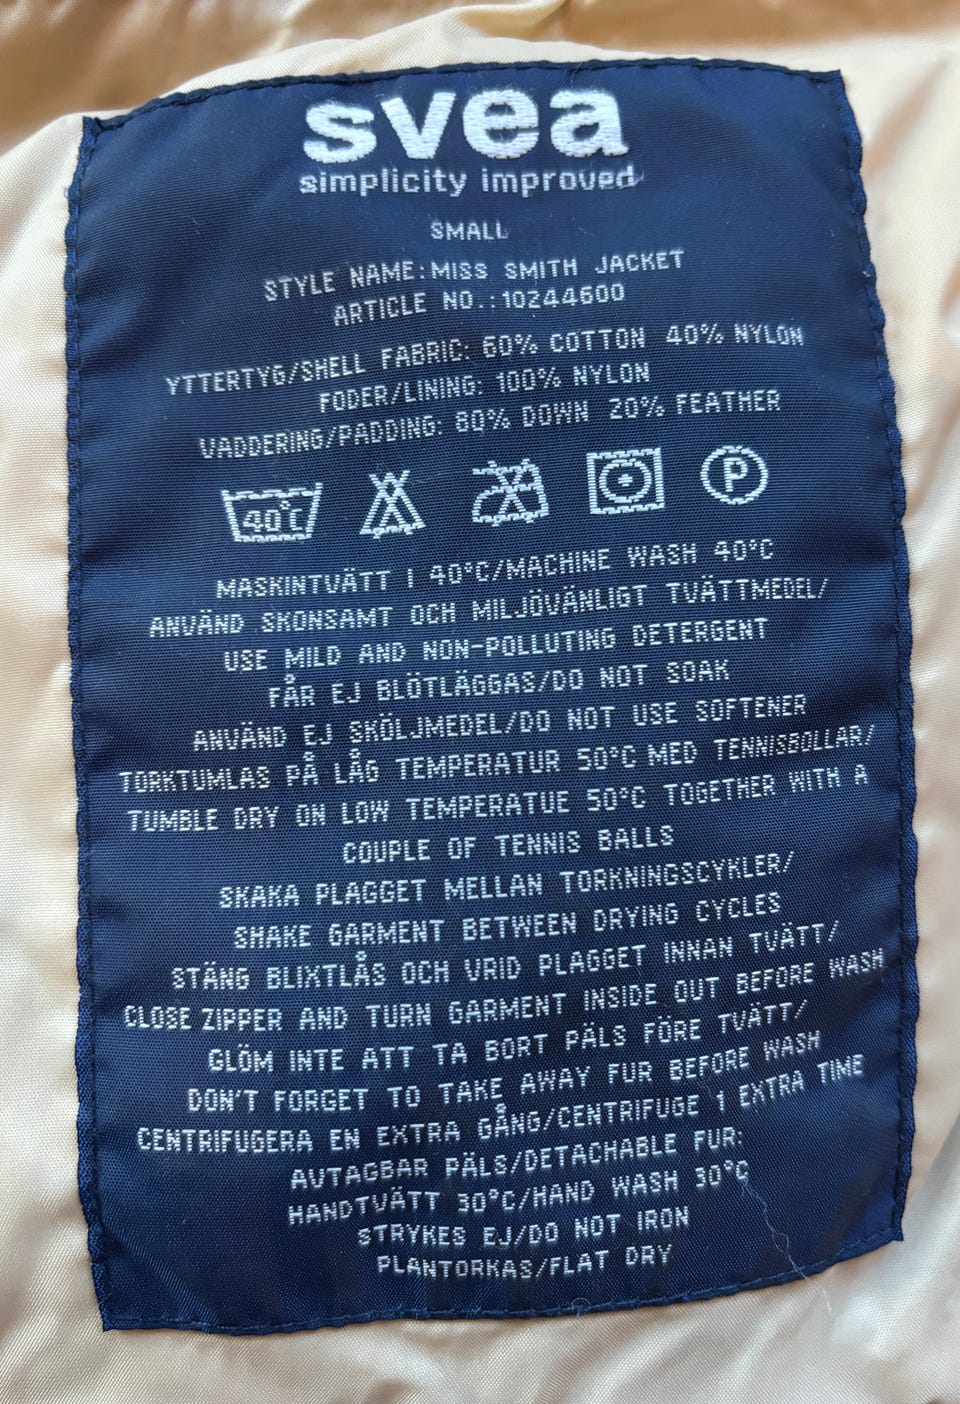 svea
simplicity improved
SMALL
STYLE NAME:MISS SMITH JACKET
ARTICLE NO.:10244600
YTTERTYG/SHELL FABRIC: 60% COTTON 40% NYLON
FODER/LINING: 100% NYLON
VADDERING/PADDING: 80% DOWN 20% FEATHER
40°C P
MASKINTVÄTT I 40°C/MACHINE WASH 40°C
ANVÄND SKONSAMT OCH MILJÖVÄNLIGT TVÄTTMEDEL/
USE MILD AND NON-POLLUTING DETERGENT
FÅR EJ BLÖTLÄGGAS/DO NOT SOAK
ANVÄND EJ SKÖLJMEDEL/DO NOT USE SOFTENER
TORKTUMLAS PÅ LÅG TEMPERATUR 50°C MED TENNISBOLLAR/
TUMBLE DRY ON LOW TEMPERATUE 50°C TOGETHER WITH A
COUPLE OF TENNIS BALLS
SKAKA PLAGGET MELLAN TORKNINGSCYKLER/
SHAKE GARMENT BETWEEN DRYING CYCLES
STÄNG BLIXTLÅS OCH VRID PLAGGET INNAN TVÄTT/
CLOSE ZIPPER AND TURN GARMENT INSIDE OUT BEFORE WASH
GLÖM INTE ATT TA BORT PÄLS FÖRE TVÄTT/
DON'T FORGET TO TAKE AWAY FUR BEFORE WASH
CENTRIFUGERA EN EXTRA GÅNG/CENTRIFUGE 1 EXTRA TIME
AVTAGBAR PÄLS/DETACHABLE FUR:
HANDTVÄTT 30°C/HAND WASH 30°C
STRYKES EJ/DO NOT IRON
PLANTORKAS/FLAT DRY